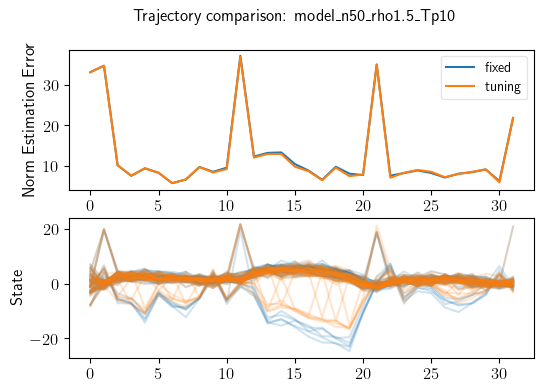 Trajectory comparison: model_n50_rho1.5_Tp10
Norm Estimation Error
30
20
10
fixed
tuning
0 5 10 15 20 25 30
State
20
0
−20
0 5 10 15 20 25 30